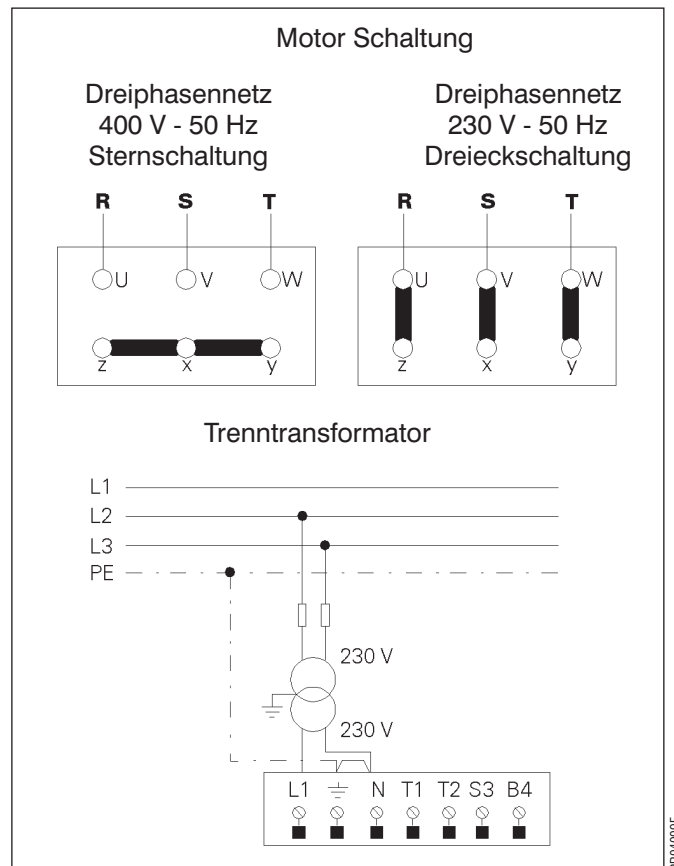 Motor Schaltung
Dreiphasennetz
400 V - 50 Hz
Sternschaltung
Dreiphasennetz
230 V - 50 Hz
Dreieckschaltung
R S T
R S T
U V W
U V W
z x y
z x y
Trenntransformator
L1
L2
L3
PE
230 V
230 V
L1 N T1 T2 S3 B4